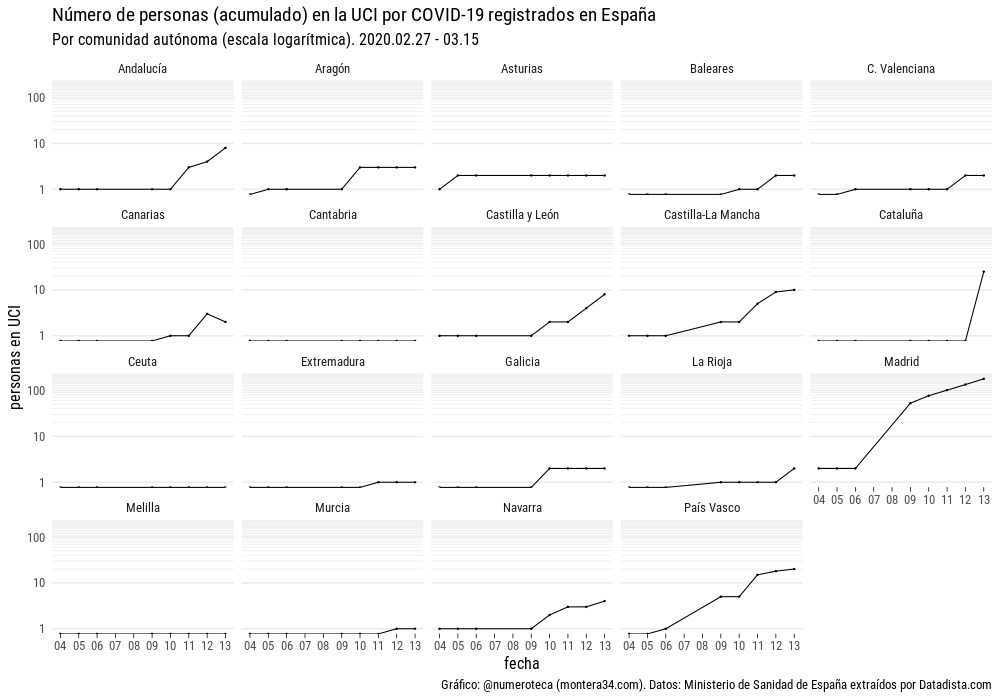 Número de personas (acumulado) en la UCI por COVID-19 registrados en España
Por comunidad autónoma (escala logarítmica). 2020.02.27 - 03.15
Andalucía Aragón Asturias Baleares C. Valenciana
100
10
1
Canarias Cantabria Castilla y León Castilla-La Mancha Cataluña
100
10
1
personas en UCI
Ceuta Extremadura Galicia La Rioja Madrid
100
10
1
04 05 06 07 08 09 10 11 12 13
Melilla Murcia Navarra País Vasco
100
10
1
04 05 06 07 08 09 10 11 12 13 04 05 06 07 08 09 10 11 12 13 04 05 06 07 08 09 10 11 12 13 04 05 06 07 08 09 10 11 12 13
fecha
Gráfico: @numeroteca (montera34.com). Datos: Ministerio de Sanidad de España extraídos por Datadista.com